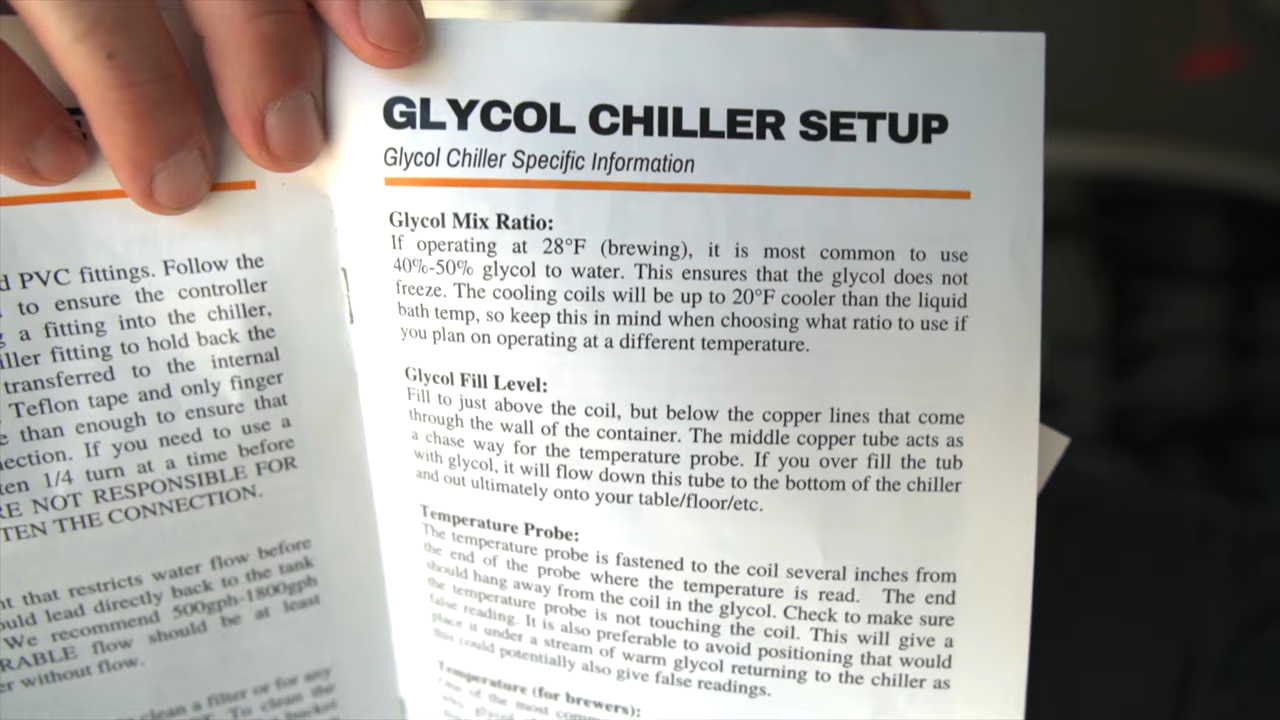 d PVC fittings. Follow the
to ensure the controller
g a fitting into the chiller,
iller fitting to hold back the
transferred to the internal
Teflon tape and only finger
e than enough to ensure that
nection. If you need to use a
ten 1/4 turn at a time before
RE NOT RESPONSIBLE FOR
TEN THE CONNECTION.
nt that restricts water flow before
ould lead directly back to the tank
We recommend 500gph-1800gph
RABLE flow should be at least
er without flow.
clean a filter or for any
To clean the
bucket
GLYCOL CHILLER SETUP
Glycol Chiller Specific Information
Glycol Mix Ratio:
If operating at 28°F (brewing), it is most common to use
40%-50% glycol to water. This ensures that the glycol does not
freeze. The cooling coils will be up to 20°F cooler than the liquid
bath temp, so keep this in mind when choosing what ratio to use if
you plan on operating at a different temperature.
Glycol Fill Level:
Fill to just above the coil, but below the copper lines that come
through the wall of the container. The middle copper tube acts as
a chase way for the temperature probe. If you over fill the tub
with glycol, it will flow down this tube to the bottom of the chiller
and out ultimately onto your table/floor/etc.
Temperature Probe:
The temperature probe is fastened to the coil several inches from
the end of the probe where the temperature is read. The end
should hang away from the coil in the glycol. Check to make sure
the temperature probe is not touching the coil. This will give a
false reading. It is also preferable to avoid positioning that would
place it under a stream of warm glycol returning to the chiller as
this could potentially also give false readings.
Temperature (for brewers):
of the most